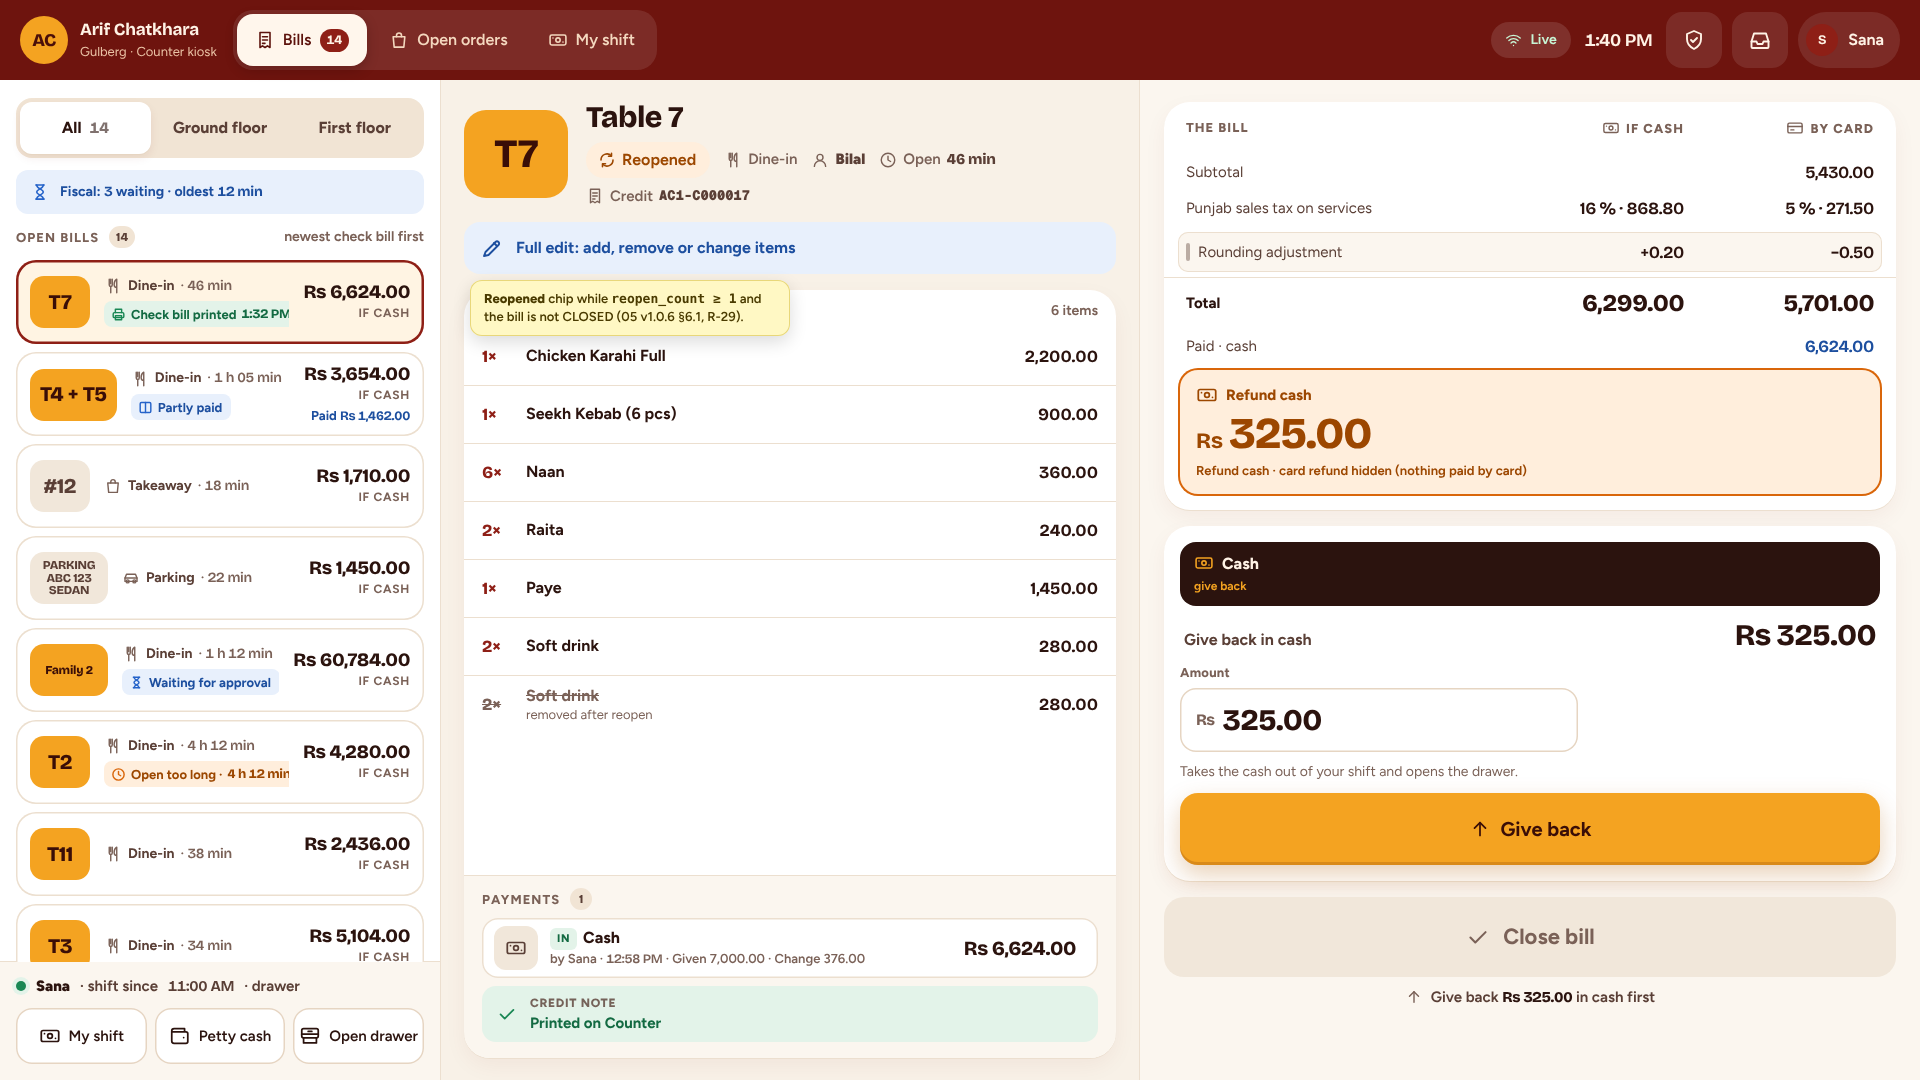 AC
Arif Chatkhara
Gulberg · Counter kiosk
Bills 14
Open orders
My shift
Live
1:40 PM
S
Sana
All 14
Ground floor
First floor
Fiscal: 3 waiting · oldest 12 min
OPEN BILLS 14
newest check bill first
T7
Dine-in · 46 min
Check bill printed 1:32 PM
Rs 6,624.00
IF CASH
T4 + T5
Dine-in · 1 h 05 min
Partly paid
Rs 3,654.00
IF CASH
Paid Rs 1,462.00
#12
Takeaway · 18 min
Rs 1,710.00
IF CASH
PARKING
ABC 123
SEDAN
Parking · 22 min
Rs 1,450.00
IF CASH
Family 2
Dine-in · 1 h 12 min
Waiting for approval
Rs 60,784.00
IF CASH
T2
Dine-in · 4 h 12 min
Open too long · 4 h 12 min
Rs 4,280.00
IF CASH
T11
Dine-in · 38 min
Rs 2,436.00
IF CASH
T3
Dine-in · 34 min
Rs 5,104.00
IF CASH
Sana · shift since 11:00 AM · drawer
My shift
Petty cash
Open drawer
T7
Table 7
Reopened
Dine-in
Bilal
Open 46 min
Credit AC1-C000017
Full edit: add, remove or change items
Reopened chip while reopen_count ≥ 1 and
the bill is not CLOSED (05 v1.0.6 §6.1, R-29).
6 items
1× Chicken Karahi Full 2,200.00
1× Seekh Kebab (6 pcs) 900.00
6× Naan 360.00
2× Raita 240.00
1× Paye 1,450.00
2× Soft drink 280.00
2× Soft drink 280.00
removed after reopen
PAYMENTS 1
IN Cash
by Sana · 12:58 PM · Given 7,000.00 · Change 376.00
Rs 6,624.00
CREDIT NOTE
Printed on Counter
THE BILL
IF CASH
BY CARD
Subtotal 5,430.00
Punjab sales tax on services 16 % · 868.80 5 % · 271.50
Rounding adjustment +0.20 −0.50
Total 6,299.00 5,701.00
Paid · cash 6,624.00
Refund cash
Rs 325.00
Refund cash · card refund hidden (nothing paid by card)
Cash
give back
Give back in cash Rs 325.00
Amount
Rs 325.00
Takes the cash out of your shift and opens the drawer.
Give back
Close bill
Give back Rs 325.00 in cash first